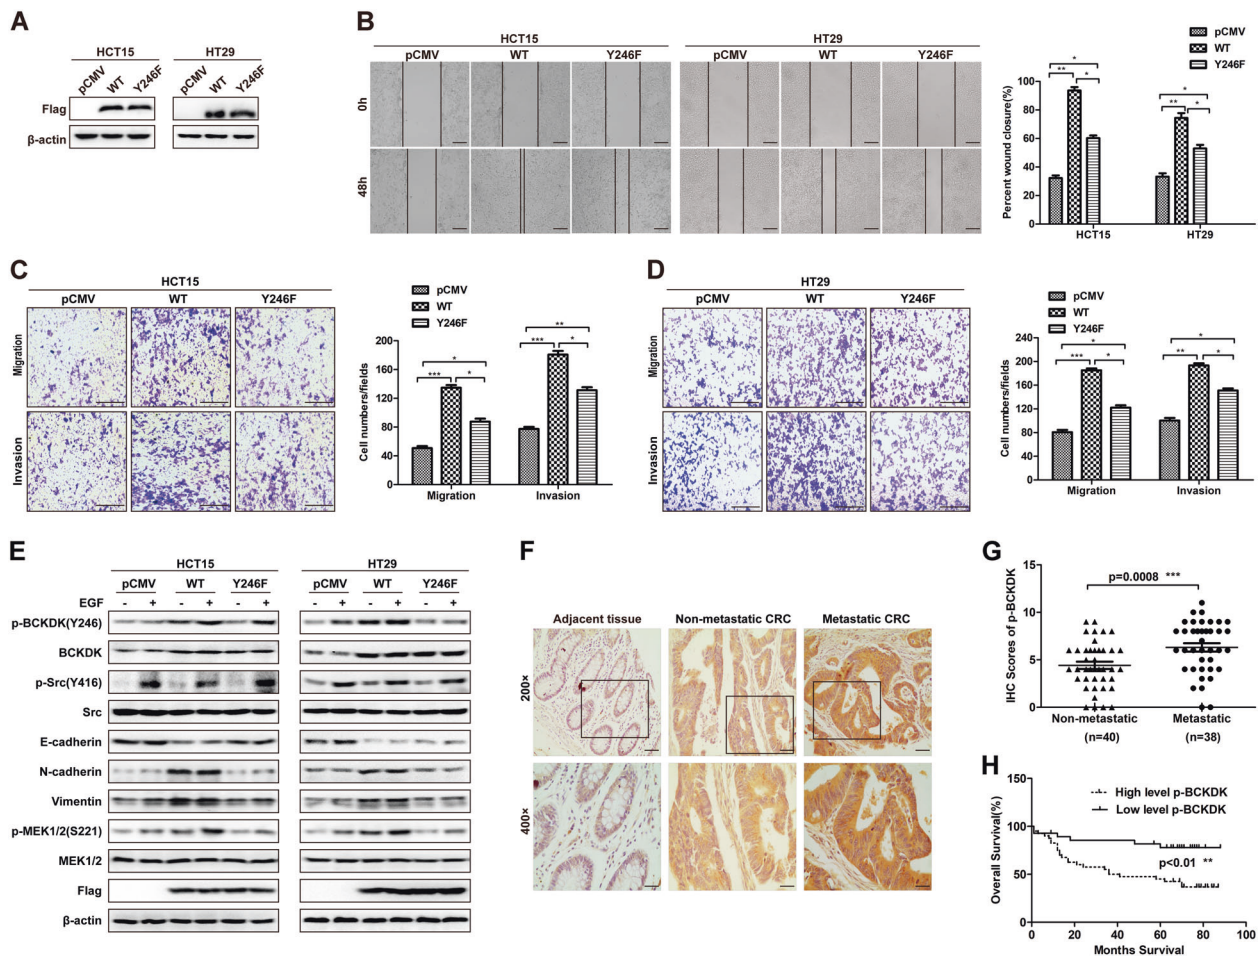 A
HCT15
HT29
pCMV
WT
Y246F
pCMV
WT
Y246F
Flag
β-actin
B
HCT15
HT29
pCMV
WT
Y246F
pCMV
WT
Y246F
0h
48h
pCMV
WT
Y246F
Percent wound closure(%)
100
80
60
40
20
0
*
**
*
*
**
*
HCT15
HT29
C
HCT15
pCMV
WT
Y246F
Migration
Invasion
pCMV
WT
Y246F
Cell numbers/fields
200
160
120
80
40
0
*
***
*
**
***
*
Migration
Invasion
D
HT29
pCMV
WT
Y246F
Migration
Invasion
pCMV
WT
Y246F
Cell numbers/fields
240
200
160
120
80
40
0
*
***
*
*
**
*
Migration
Invasion
E
HCT15
HT29
pCMV
WT
Y246F
pCMV
WT
Y246F
EGF
- + - + - + - + - + - +
p-BCKDK(Y246)
BCKDK
p-Src(Y416)
Src
E-cadherin
N-cadherin
Vimentin
p-MEK1/2(S221)
MEK1/2
Flag
β-actin
F
Adjacent tissue
Non-metastatic CRC
Metastatic CRC
200×
400×
G
IHC Scores of p-BCKDK
15
10
5
0
p=0.0008 ***
Non-metastatic
(n=40)
Metastatic
(n=38)
H
Overall Survival(%)
150
100
50
0
High level p-BCKDK
Low level p-BCKDK
p<0.01 **
0 20 40 60 80 100
Months Survival